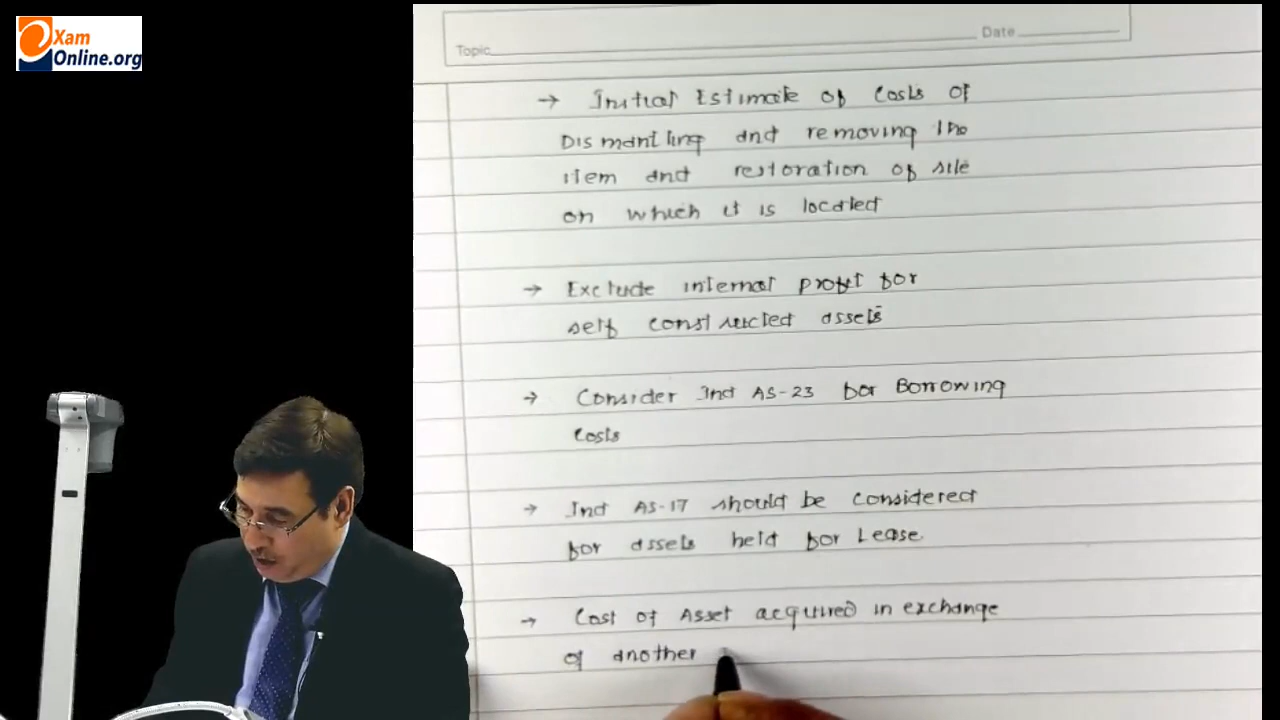 Xam
Online.org
Topic
Date
→ Initial Estimate of costs of
Dismantling and removing the
item and restoration of site
on which it is located
→ Exclude internal profit for
self constructed assets
→ Consider Ind AS-23 for Borrowing
costs
→ Ind AS-17 should be considered
for assets held for Lease.
→ Cost of Asset acquired in exchange
of another